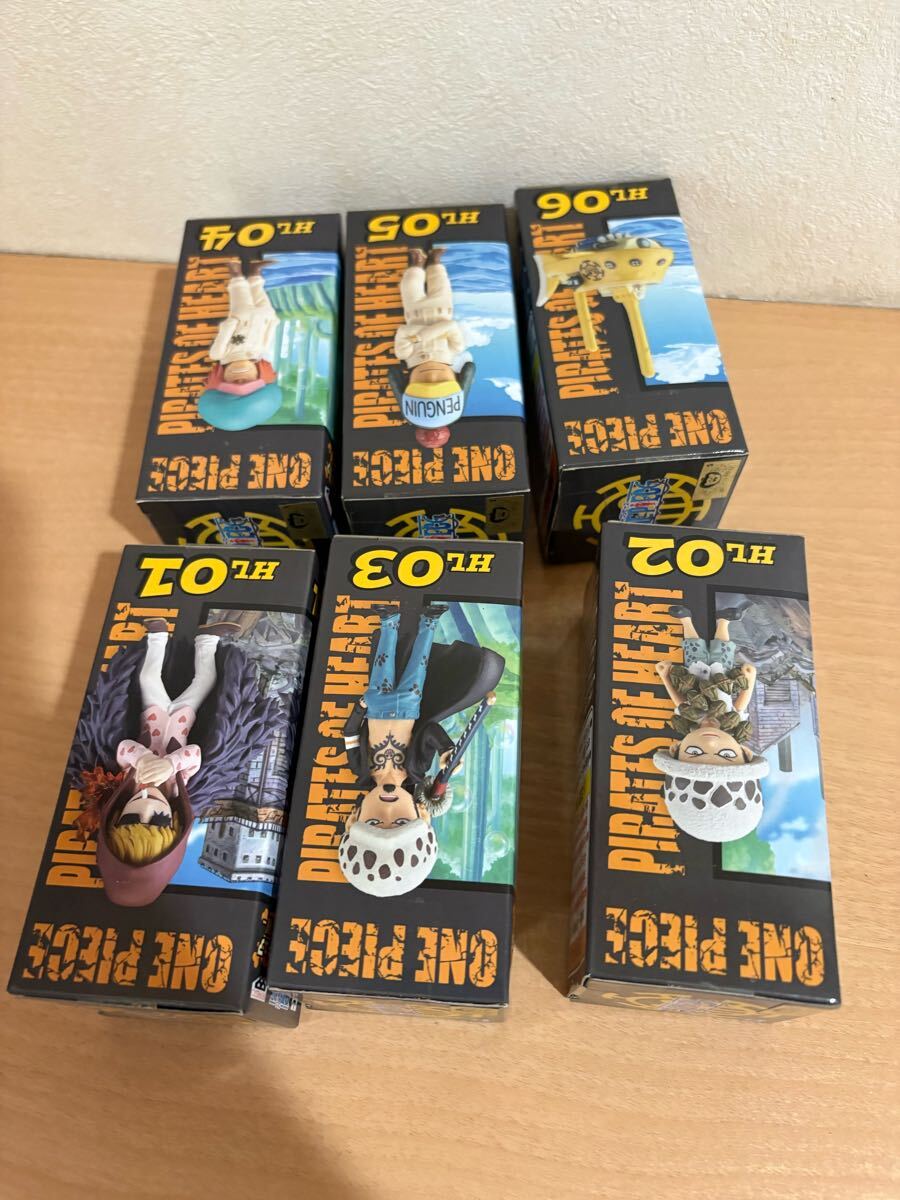 HL04
PIRATES OF HEART
ONE PIECE
HL05
PIRATES OF HEART
PENGUIN
ONE PIECE
HL06
PIRATES OF HEART
ONE PIECE
HL01
PIRATES OF HEART
ONE PIECE
HL03
PIRATES OF HEART
ONE PIECE
HL02
PIRATES OF HEART
ONE PIECE